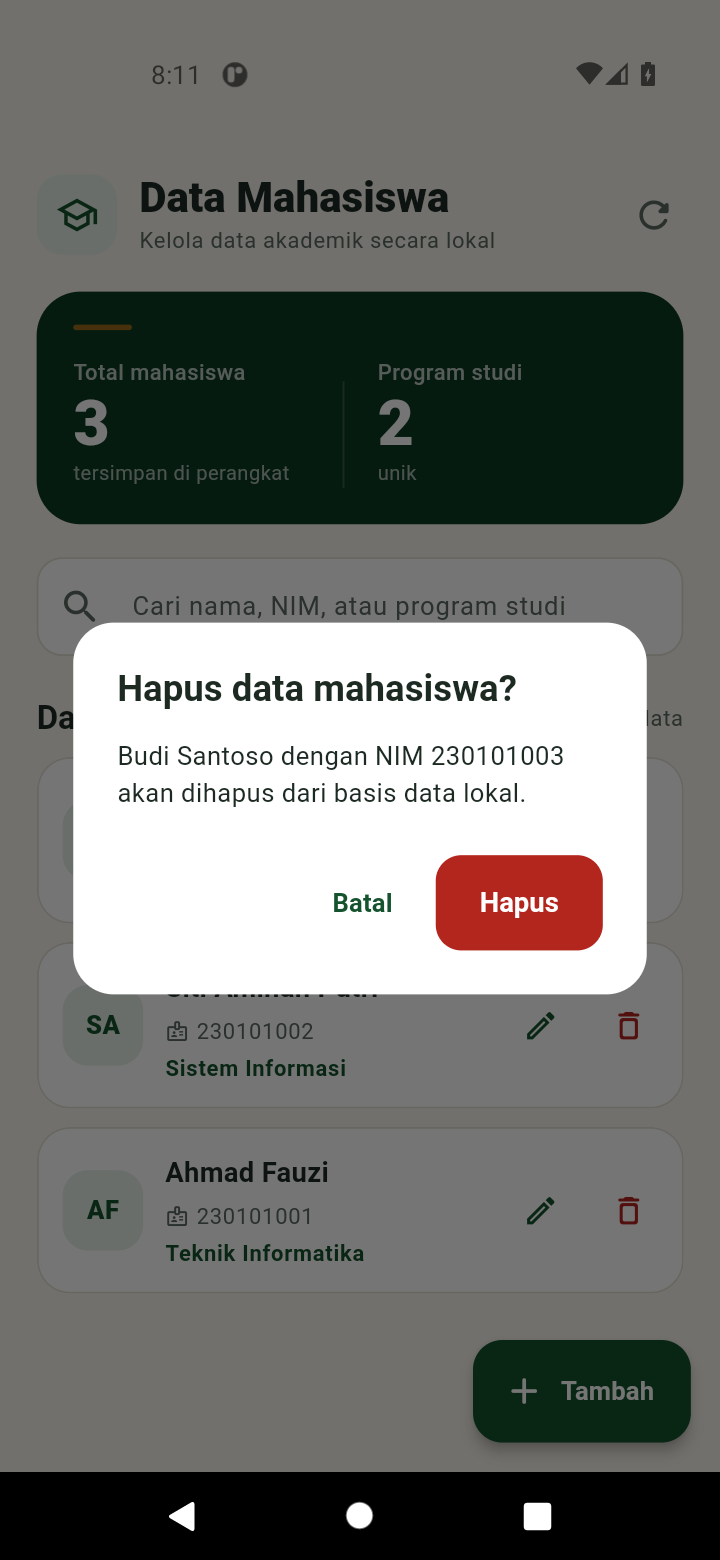 8:11
Data Mahasiswa
Kelola data akademik secara lokal
Total mahasiswa
3
tersimpan di perangkat
Program studi
2
unik
Cari nama, NIM, atau program studi
Hapus data mahasiswa?
Budi Santoso dengan NIM 230101003
akan dihapus dari basis data lokal.
Batal
Hapus
SA
230101002
Sistem Informasi
AF
Ahmad Fauzi
230101001
Teknik Informatika
Tambah